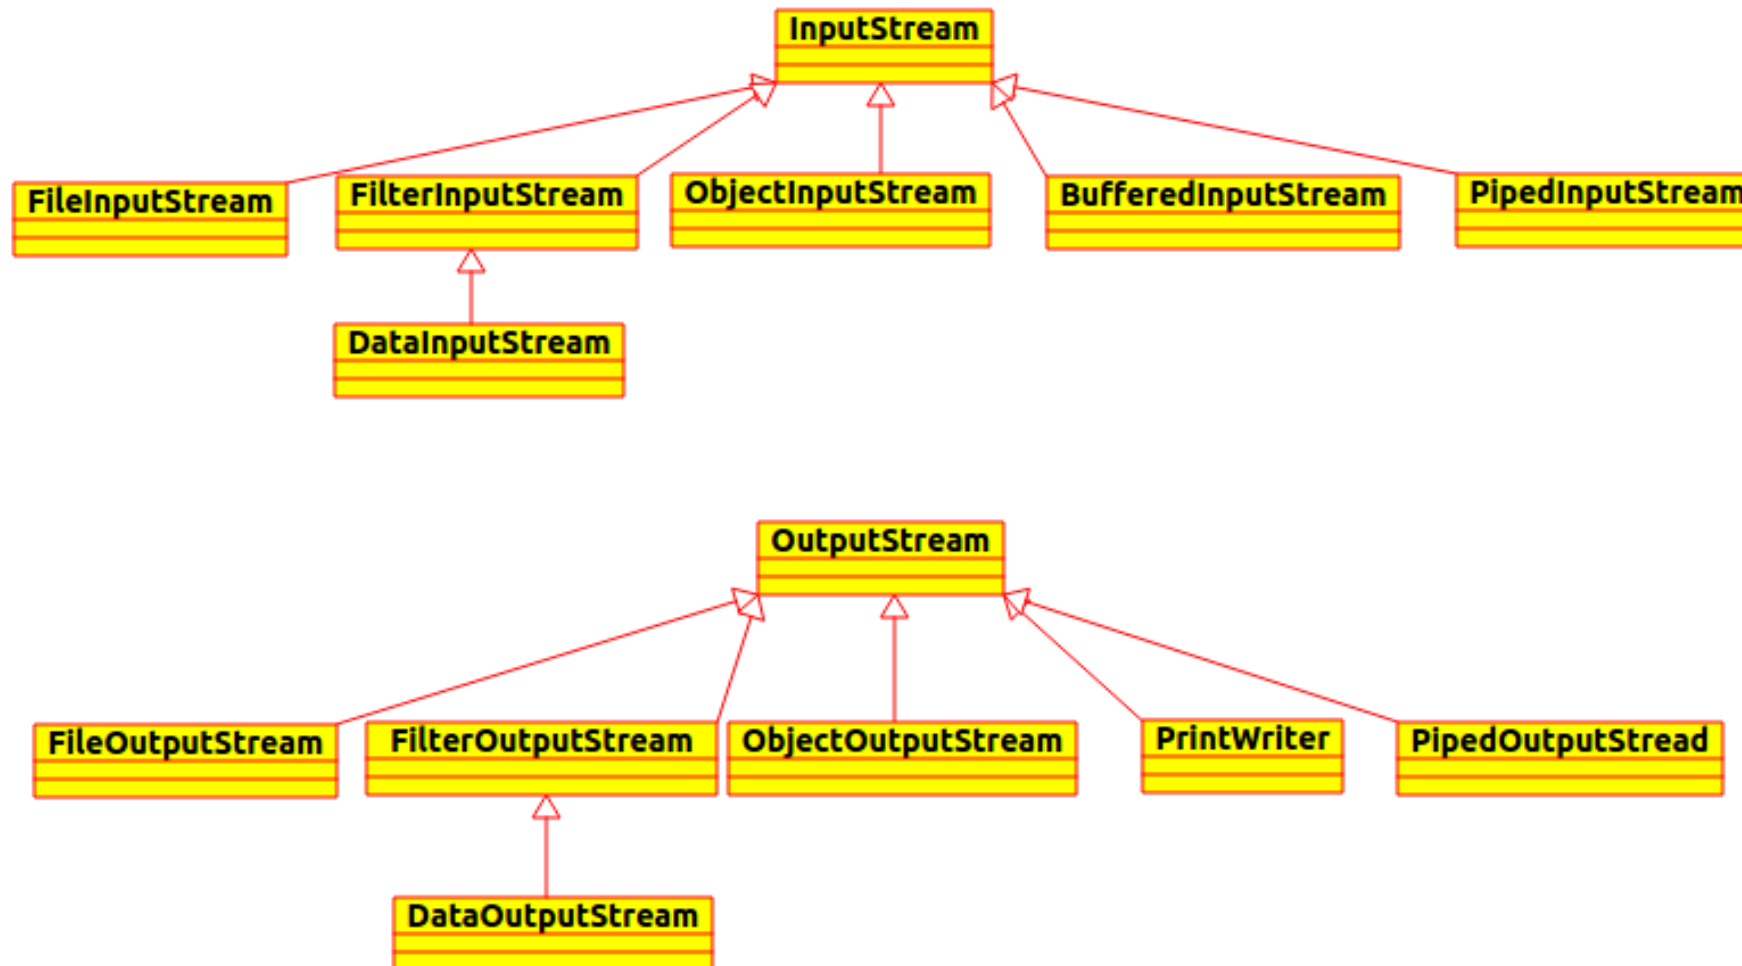 InputStream
FileInputStream
FilterInputStream
ObjectInputStream
BufferedInputStream
PipedInputStream
DataInputStream
OutputStream
FileOutputStream
FilterOutputStream
ObjectOutputStream
PrintWriter
PipedOutputStread
DataOutputStream